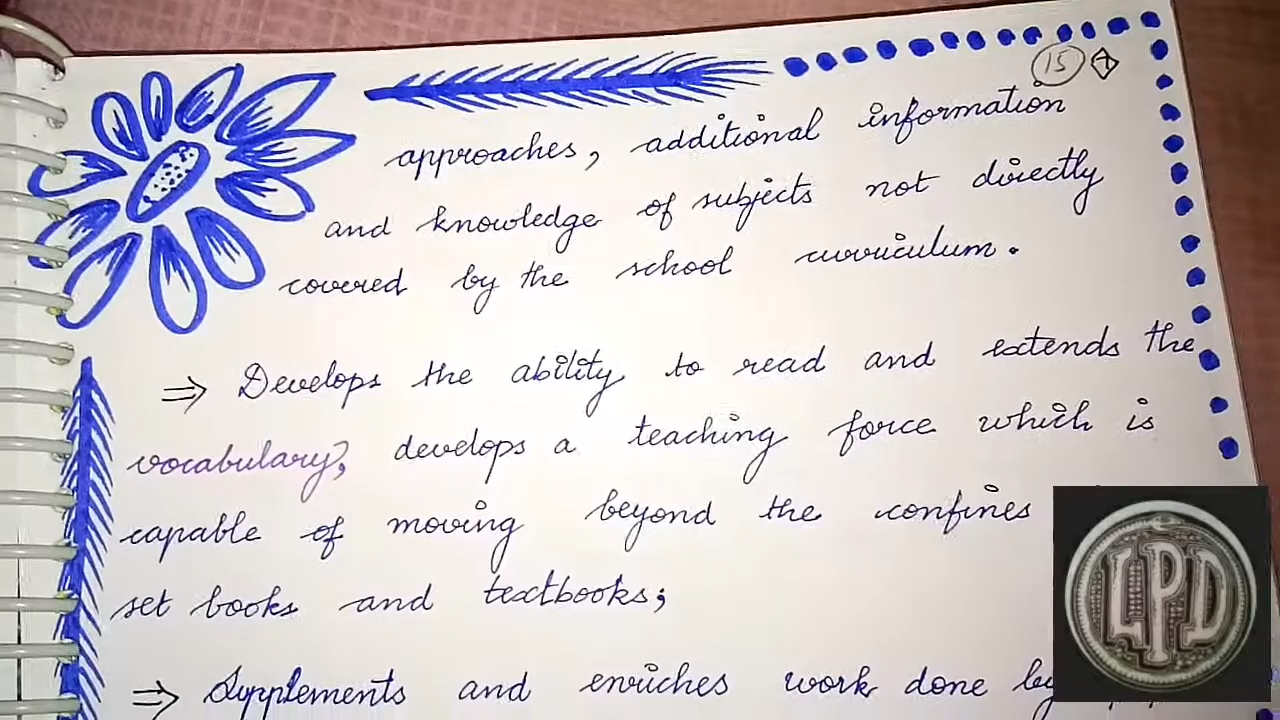 15
approaches, additional information
and knowledge of subjects not directly
covered by the school curriculum.
⇒ Develops the ability to read and extends the
vocabulary, develops a teaching force which is
capable of moving beyond the confines
set books and textbooks;
⇒ Supplements and enriches work done by
LPD